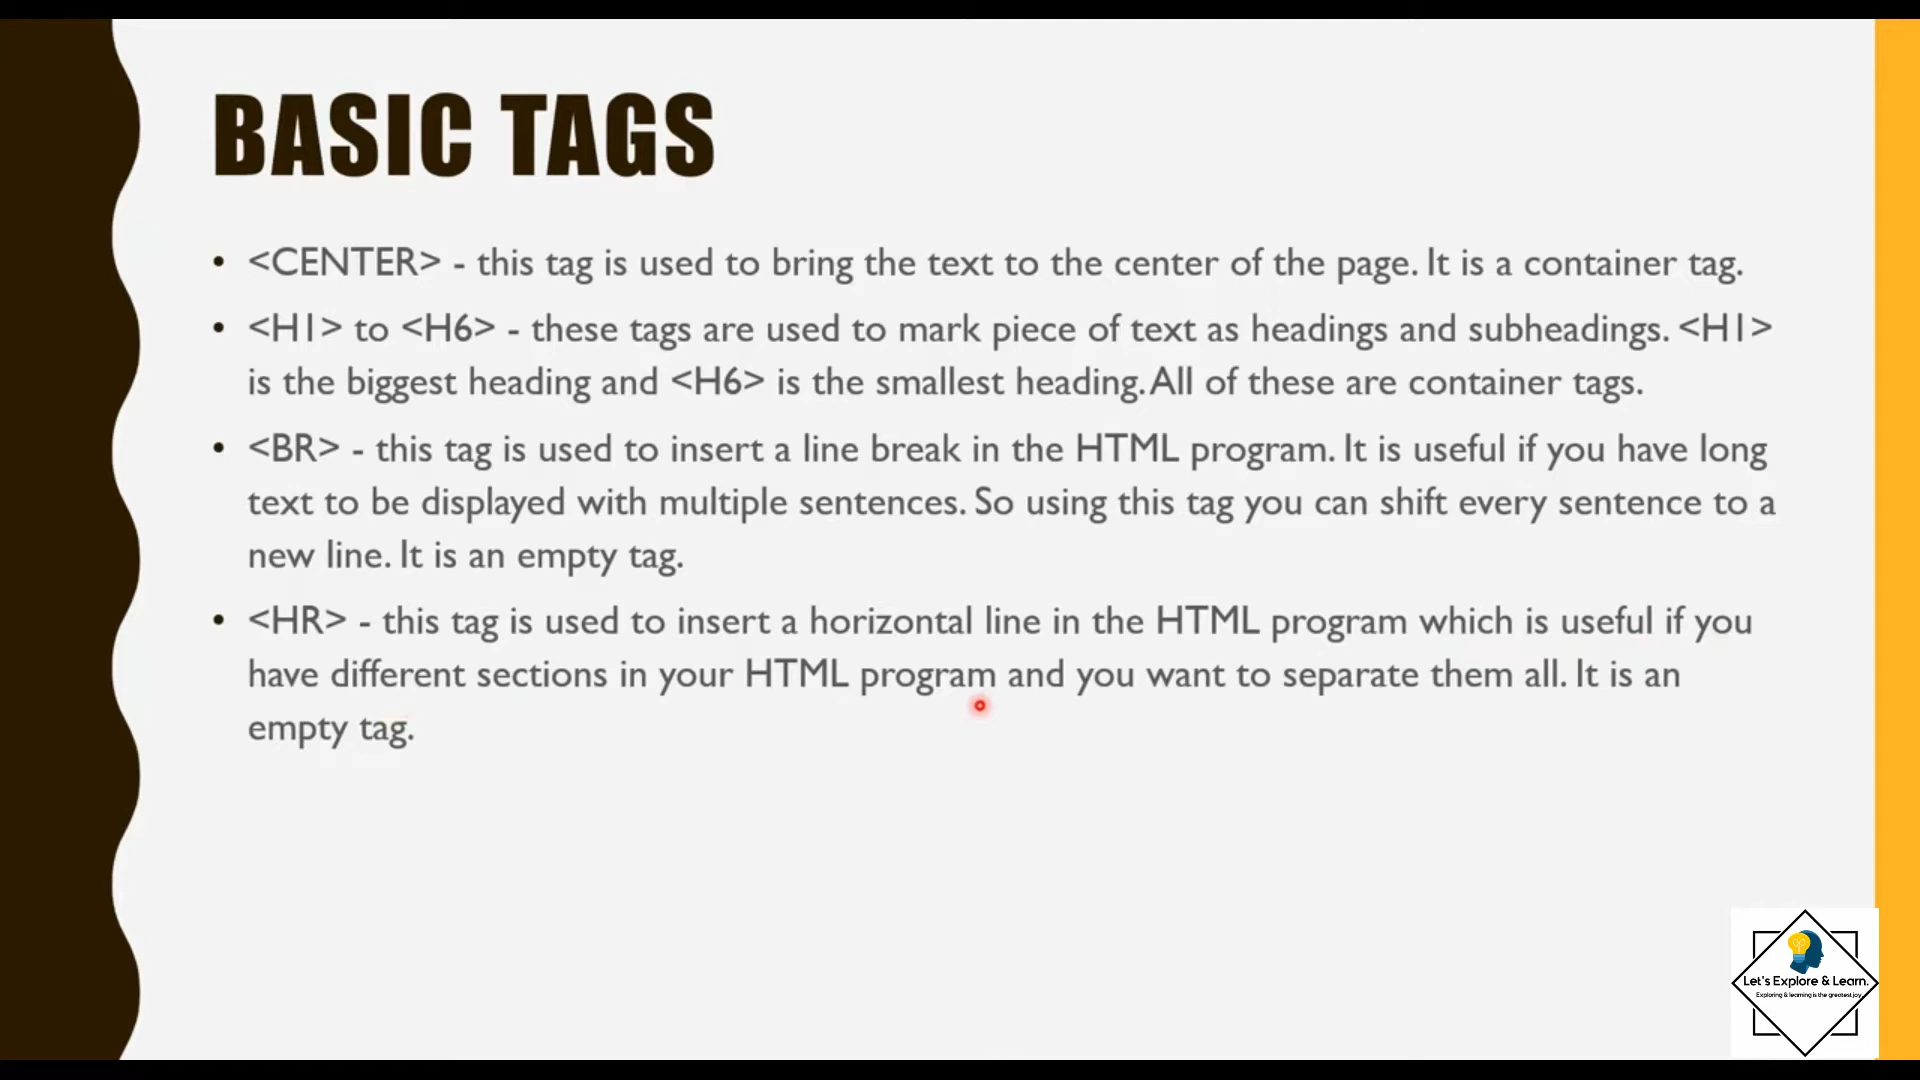 BASIC TAGS
• <CENTER> - this tag is used to bring the text to the center of the page. It is a container tag.
• <H1> to <H6> - these tags are used to mark piece of text as headings and subheadings. <H1>
is the biggest heading and <H6> is the smallest heading. All of these are container tags.
• <BR> - this tag is used to insert a line break in the HTML program. It is useful if you have long
text to be displayed with multiple sentences. So using this tag you can shift every sentence to a
new line. It is an empty tag.
• <HR> - this tag is used to insert a horizontal line in the HTML program which is useful if you
have different sections in your HTML program and you want to separate them all. It is an
empty tag.
Let's Explore & Learn.
Exploring & learning is the greatest joy